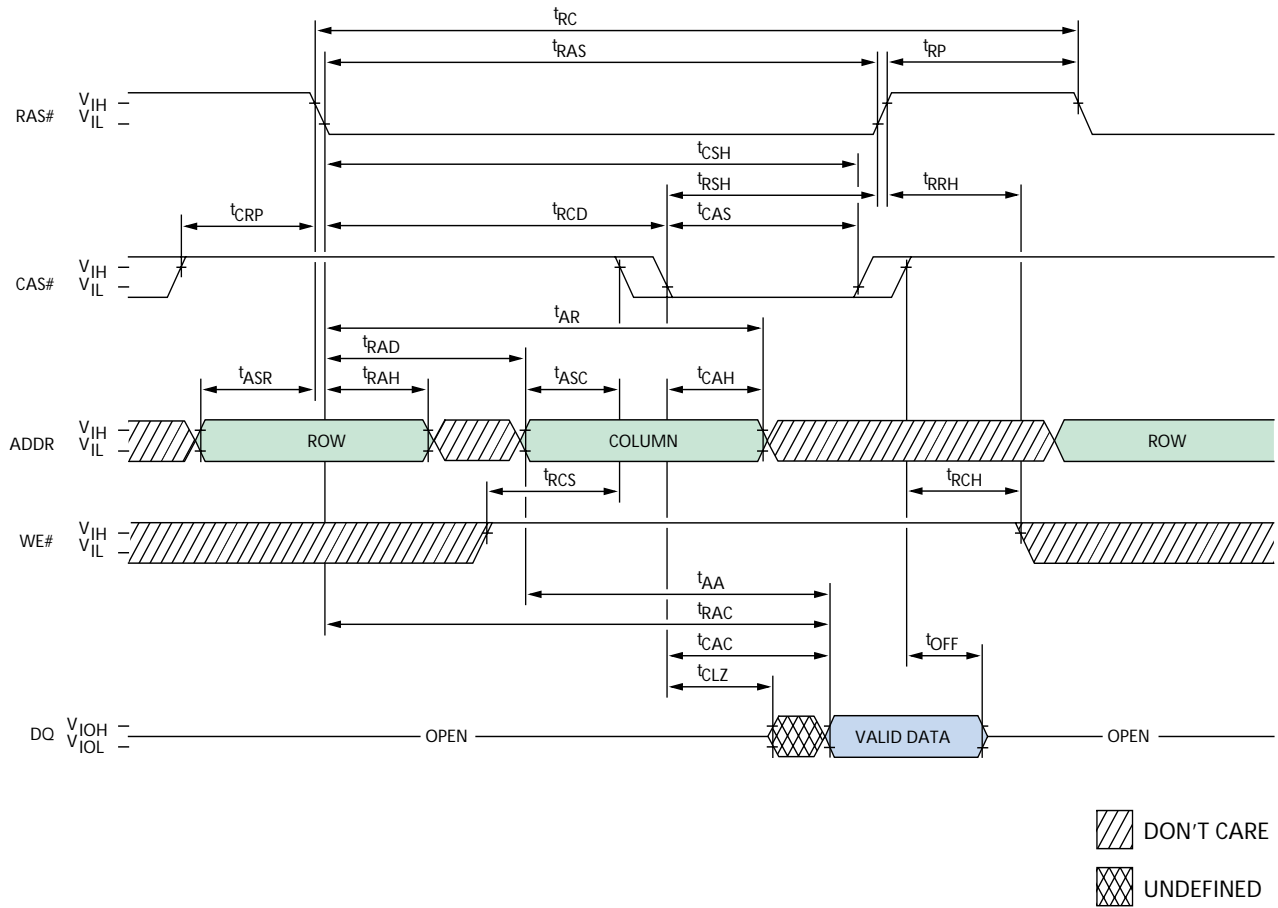 tRC
tRAS
tRP
RAS#
VIH
VIL
tCSH
tRSH
tRRH
tCRP
tRCD
tCAS
CAS#
VIH
VIL
tAR
tRAD
tASR
tRAH
tASC
tCAH
ADDR
VIH
VIL
ROW
COLUMN
ROW
tRCS
tRCH
WE#
VIH
VIL
tAA
tRAC
tCAC
tOFF
tCLZ
DQ
VIOH
VIOL
OPEN
VALID DATA
OPEN
DON'T CARE
UNDEFINED